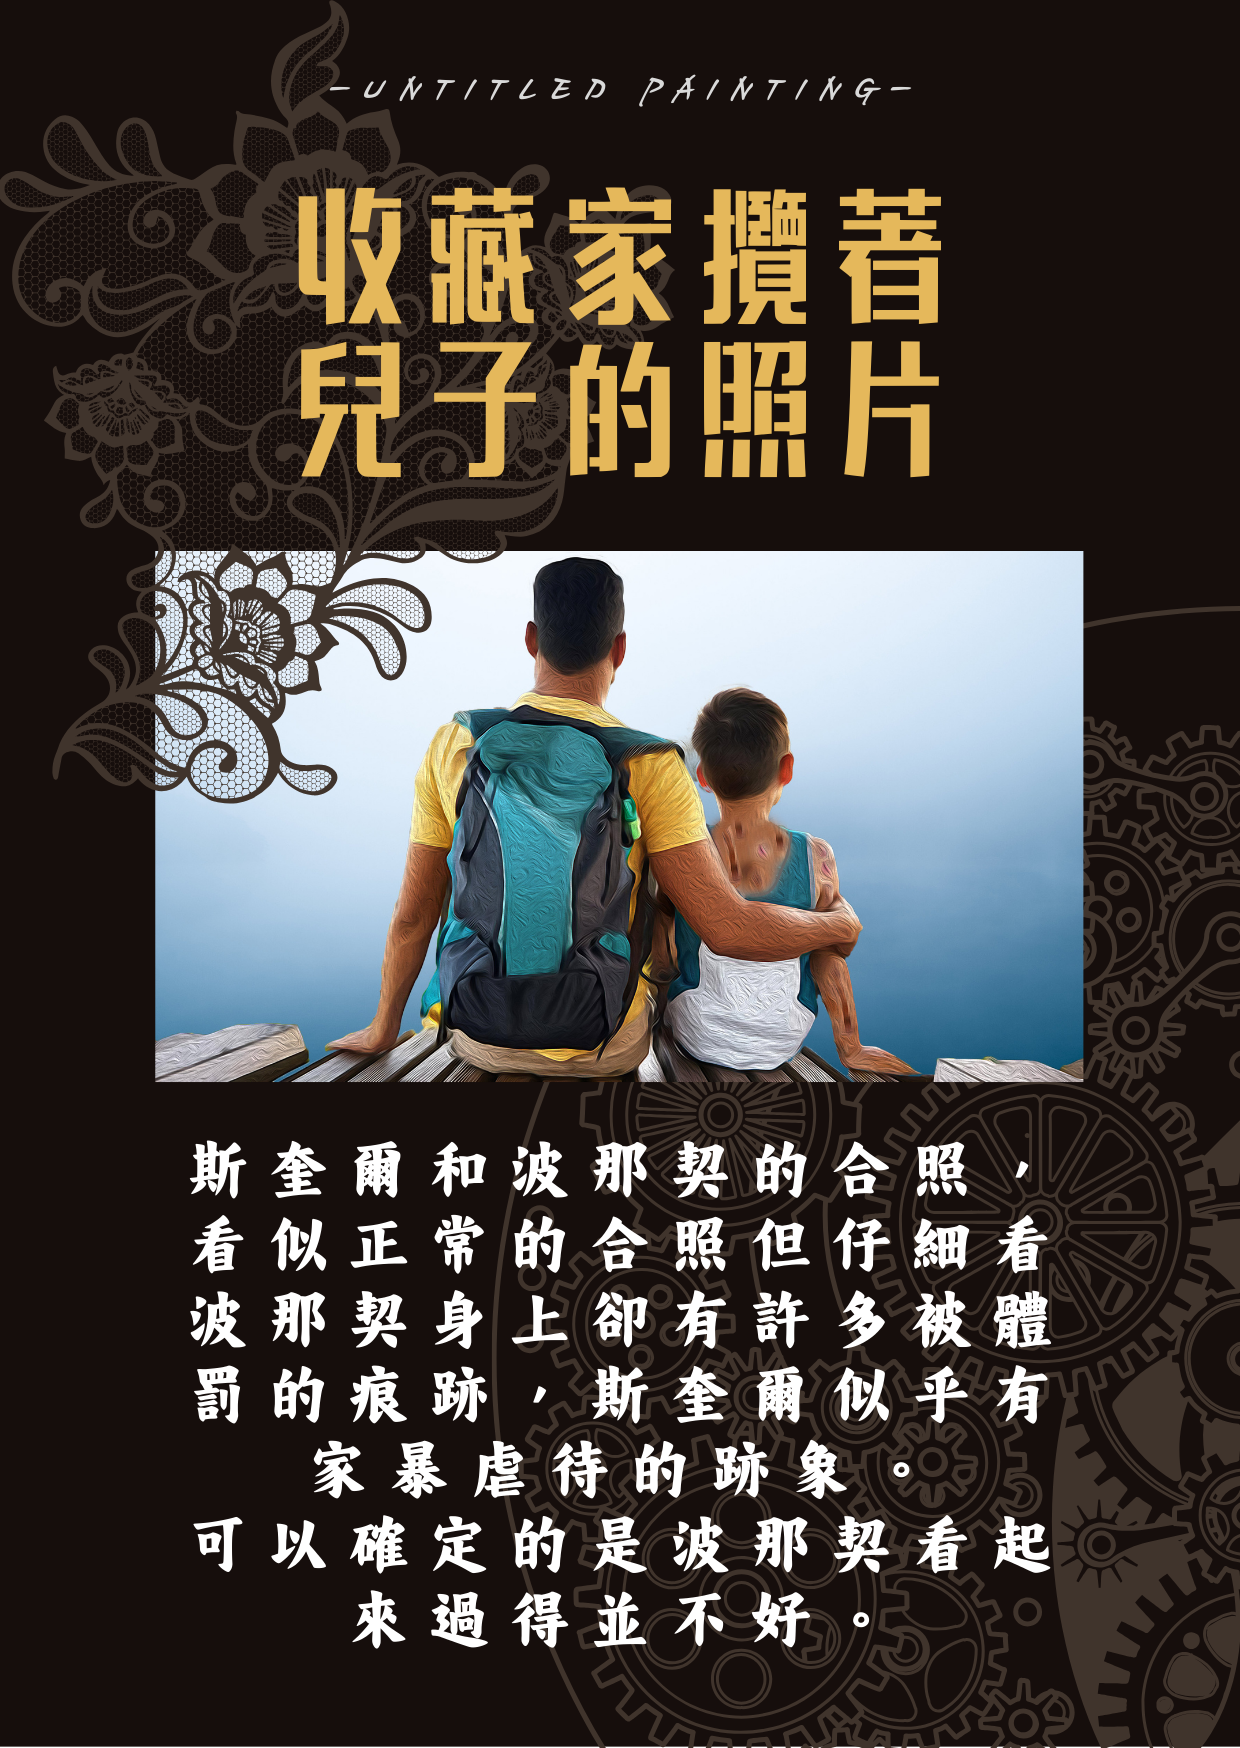 -UNTITLED PAINTING-
收藏家攬著
兒子的照片
斯奎爾和波那契的合照，
看似正常的合照但仔細看
波那契身上卻有許多被體
罰的痕跡，斯奎爾似乎有
家暴虐待的跡象。
可以確定的是波那契看起
來過得並不好。